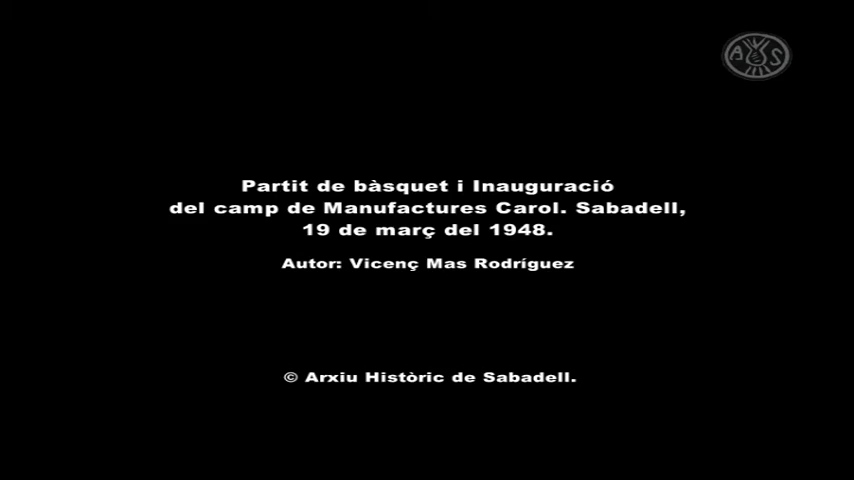 AHS
Partit de bàsquet i Inauguració
del camp de Manufactures Carol. Sabadell,
19 de març del 1948.
Autor: Vicenç Mas Rodríguez
© Arxiu Històric de Sabadell.